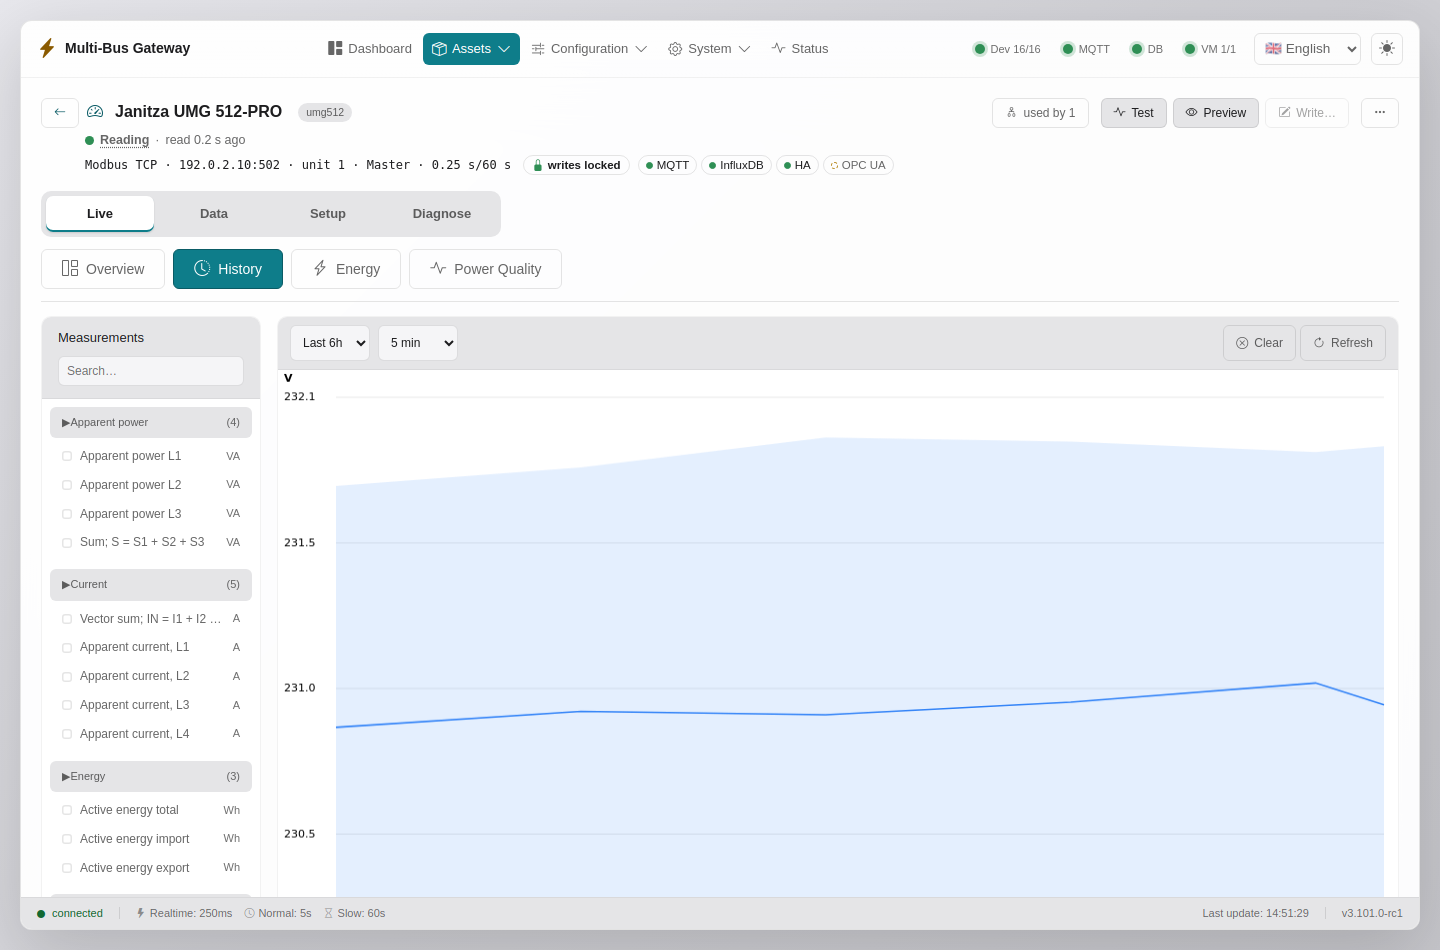 Multi-Bus Gateway
Dashboard
Assets
Configuration
System
Status
Dev 16/16
MQTT
DB
VM 1/1
🇬🇧 English
←
Janitza UMG 512-PRO
umg512
used by 1
Test
Preview
Write…
···
Reading · read 0.2 s ago
Modbus TCP · 192.0.2.10:502 · unit 1 · Master · 0.25 s/60 s
writes locked
MQTT
InfluxDB
HA
OPC UA
Live
Data
Setup
Diagnose
Overview
History
Energy
Power Quality
Measurements
Search…
▶Apparent power (4)
Apparent power L1 VA
Apparent power L2 VA
Apparent power L3 VA
Sum; S = S1 + S2 + S3 VA
▶Current (5)
Vector sum; IN = I1 + I2 … A
Apparent current, L1 A
Apparent current, L2 A
Apparent current, L3 A
Apparent current, L4 A
▶Energy (3)
Active energy total Wh
Active energy import Wh
Active energy export Wh
Last 6h
5 min
Clear
Refresh
V
232.1
231.5
231.0
230.5
connected
Realtime: 250ms
Normal: 5s
Slow: 60s
Last update: 14:51:29
v3.101.0-rc1